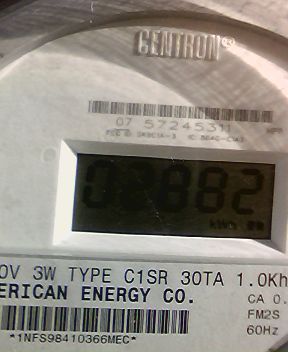 CENTRON®
07 57245311
02882
kWh
0V 3W TYPE C1SR 30TA 1.0Kh
ERICAN ENERGY CO.
CA 0.
FM2S
60Hz
*1NFS98410366MEC*